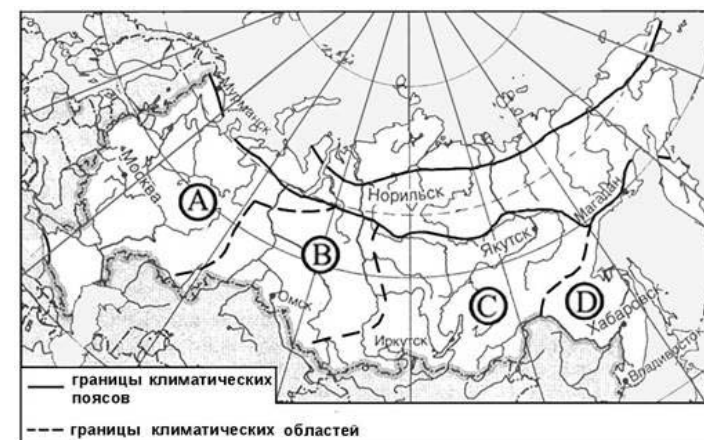 Мурманск
Москва
A
Норильск
Магадан
Якутск
B
C
D
Омск
Иркутск
Хабаровск
Владивосток
границы климатических
поясов
границы климатических областей